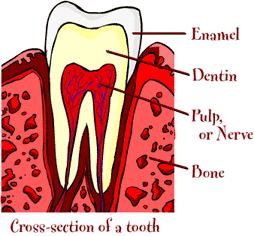 Enamel
Dentin
Pulp,
or Nerve
Bone
Cross-section of a tooth